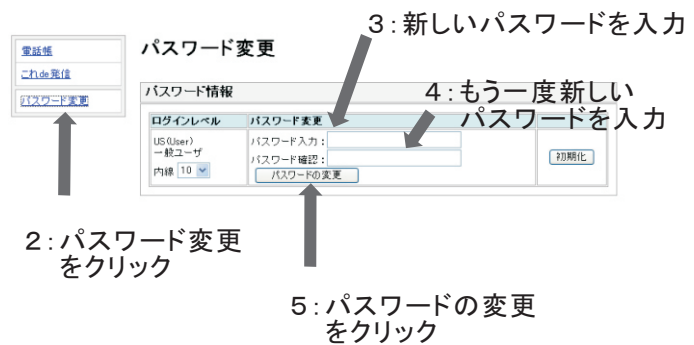 3：新しいパスワードを入力
電話帳
これde発信
パスワード変更
パスワード変更
パスワード情報
4：もう一度新しい
パスワードを入力
ログインレベル
パスワード変更
US(User)
一般ユーザ
内線 10
パスワード入力：
パスワード確認：
パスワードの変更
初期化
2：パスワード変更
をクリック
5：パスワードの変更
をクリック